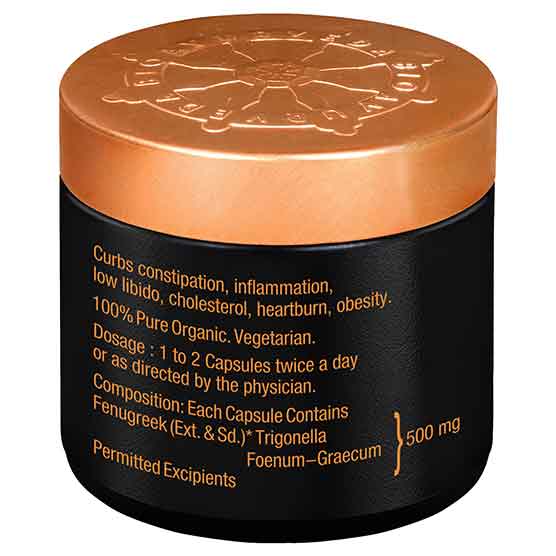 BIOAYURVEDA BIOAYURVEDA
Curbs constipation, inflammation,
low libido, cholesterol, heartburn, obesity.
100% Pure Organic. Vegetarian.
Dosage : 1 to 2 Capsules twice a day
or as directed by the physician.
Composition: Each Capsule Contains
Fenugreek (Ext. & Sd.)* Trigonella
Foenum–Graecum } 500 mg
Permitted Excipients